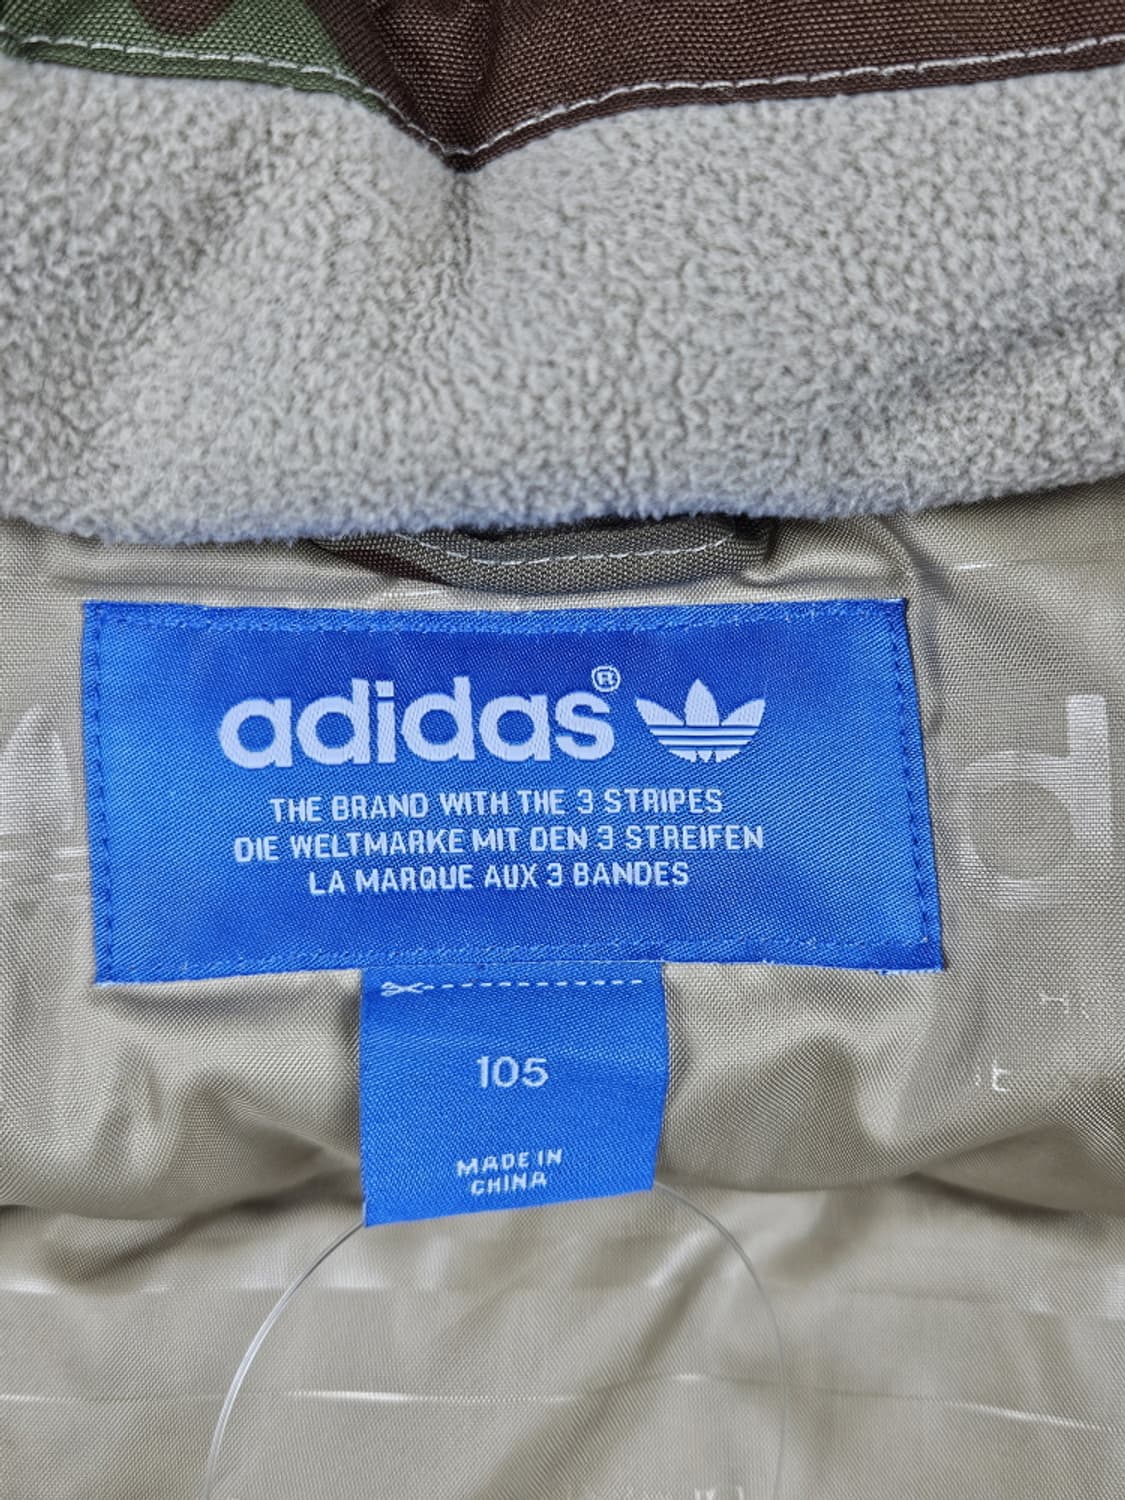 adidas®
THE BRAND WITH THE 3 STRIPES
DIE WELTMARKE MIT DEN 3 STREIFEN
LA MARQUE AUX 3 BANDES
105
MADE IN
CHINA
d